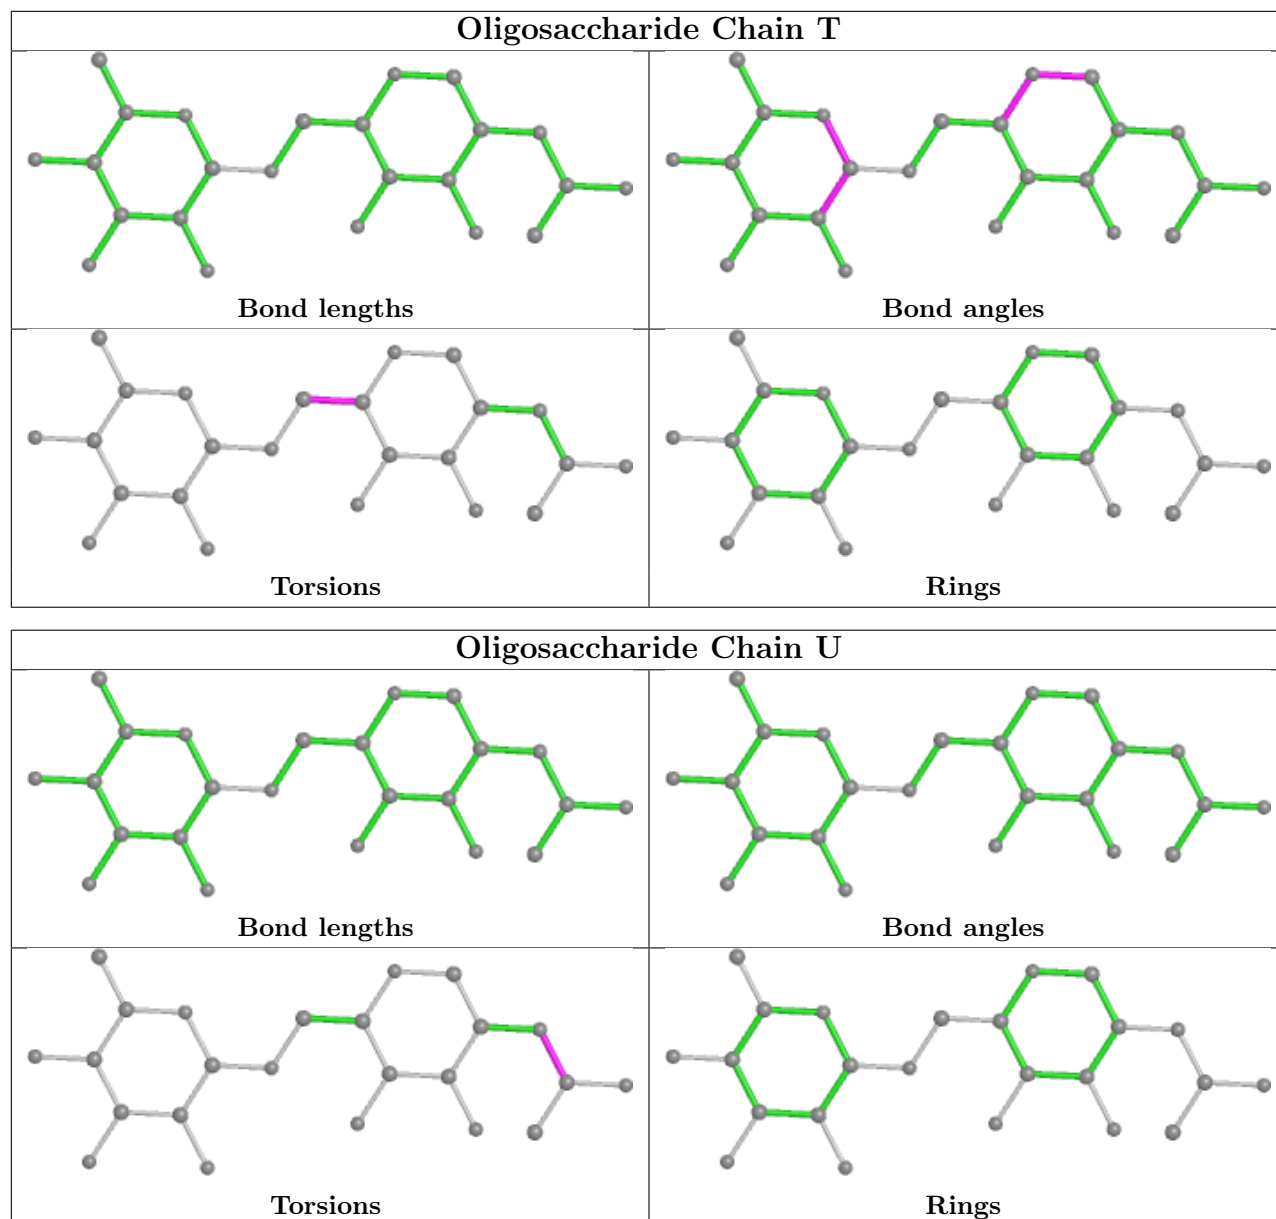 Oligosaccharide Chain T
Bond lengths
Bond angles
Torsions
Rings
Oligosaccharide Chain U
Bond lengths
Bond angles
Torsions
Rings